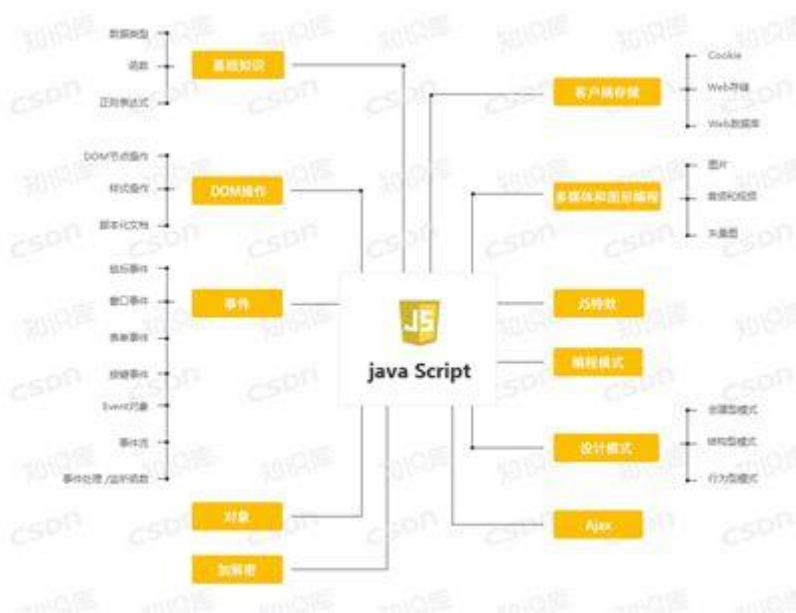 数据类型
函数
正则表达式
基础知识
DOM节点操作
样式操作
脚本化文档
DOM操作
鼠标事件
窗口事件
表单事件
按键事件
Event对象
事件流
事件处理/监听函数
事件
对象
加解密
JS
java Script
客户端存储
Cookie
Web存储
Web数据库
多媒体和图形编程
图片
音频和视频
矢量图
JS特效
编程模式
设计模式
创建型模式
结构型模式
行为型模式
Ajax
CSDN
知识库